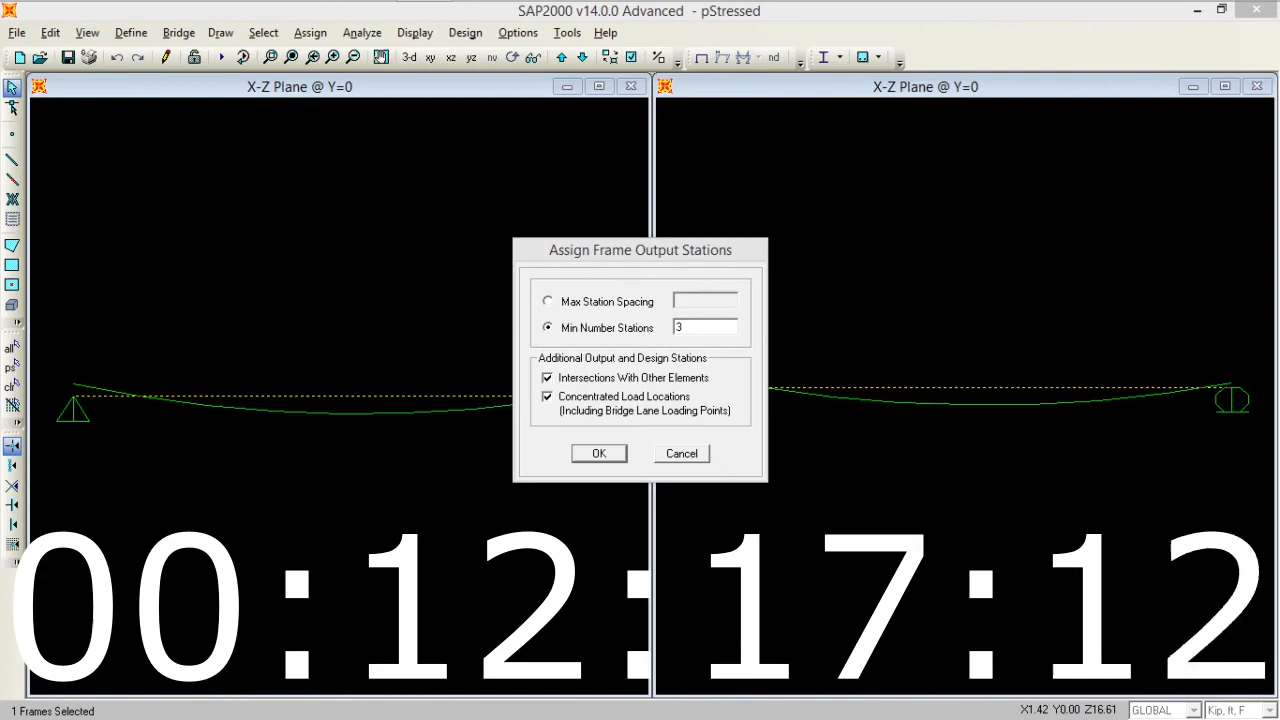 SAP2000 v14.0.0 Advanced - pStressed
File Edit View Define Bridge Draw Select Assign Analyze Display Design Options Tools Help
3-d xy xz yz nv nd
X-Z Plane @ Y=0
X-Z Plane @ Y=0
all
ps
clr
Assign Frame Output Stations
Max Station Spacing
Min Number Stations 3
Additional Output and Design Stations
Intersections With Other Elements
Concentrated Load Locations
(Including Bridge Lane Loading Points)
OK Cancel
00:12:17:12
1 Frames Selected
X1.42 Y0.00 Z16.61
GLOBAL
Kip, ft, F